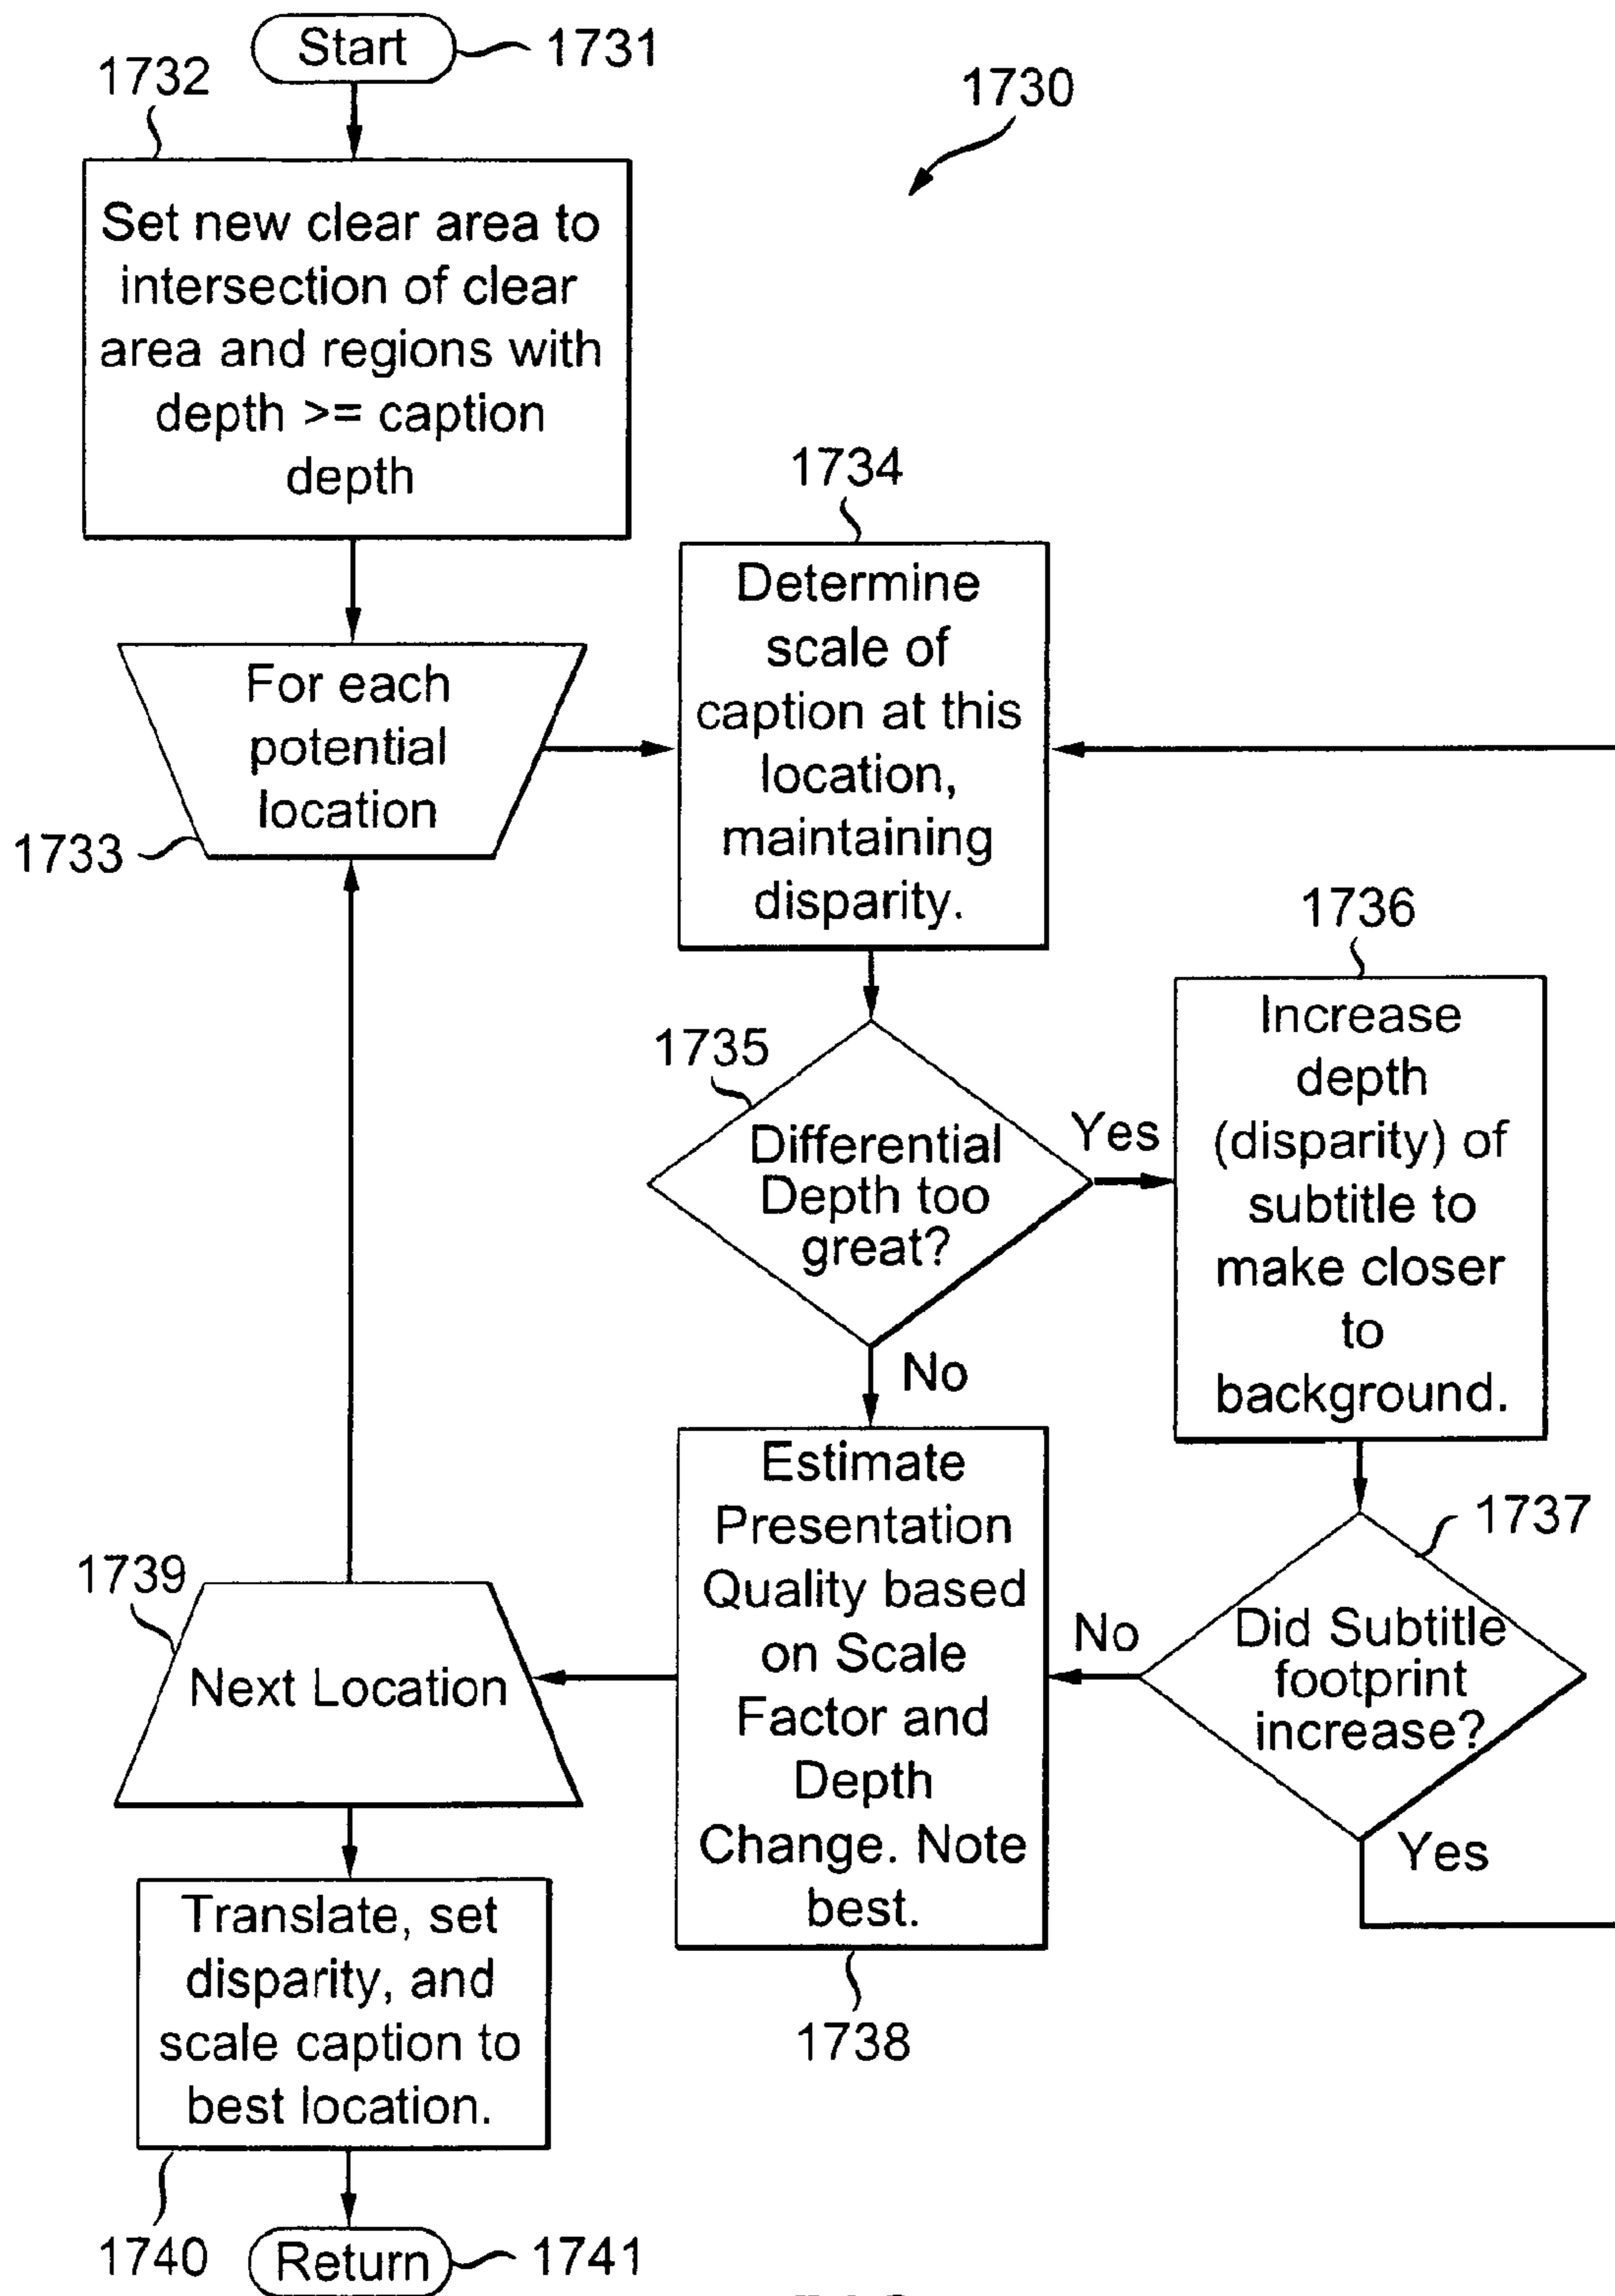 Start
1731
1732
1730
Set new clear area to
intersection of clear
area and regions with
depth >= caption
depth
For each
potential
location
1733
1734
Determine
scale of
caption at this
location,
maintaining
disparity.
1735
Differential
Depth too
great?
Yes
No
1736
Increase
depth
(disparity) of
subtitle to
make closer
to
background.
1737
Did Subtitle
footprint
increase?
No
Yes
Estimate
Presentation
Quality based
on Scale
Factor and
Depth
Change. Note
best.
1738
1739
Next Location
Translate, set
disparity, and
scale caption to
best location.
1740
Return
1741